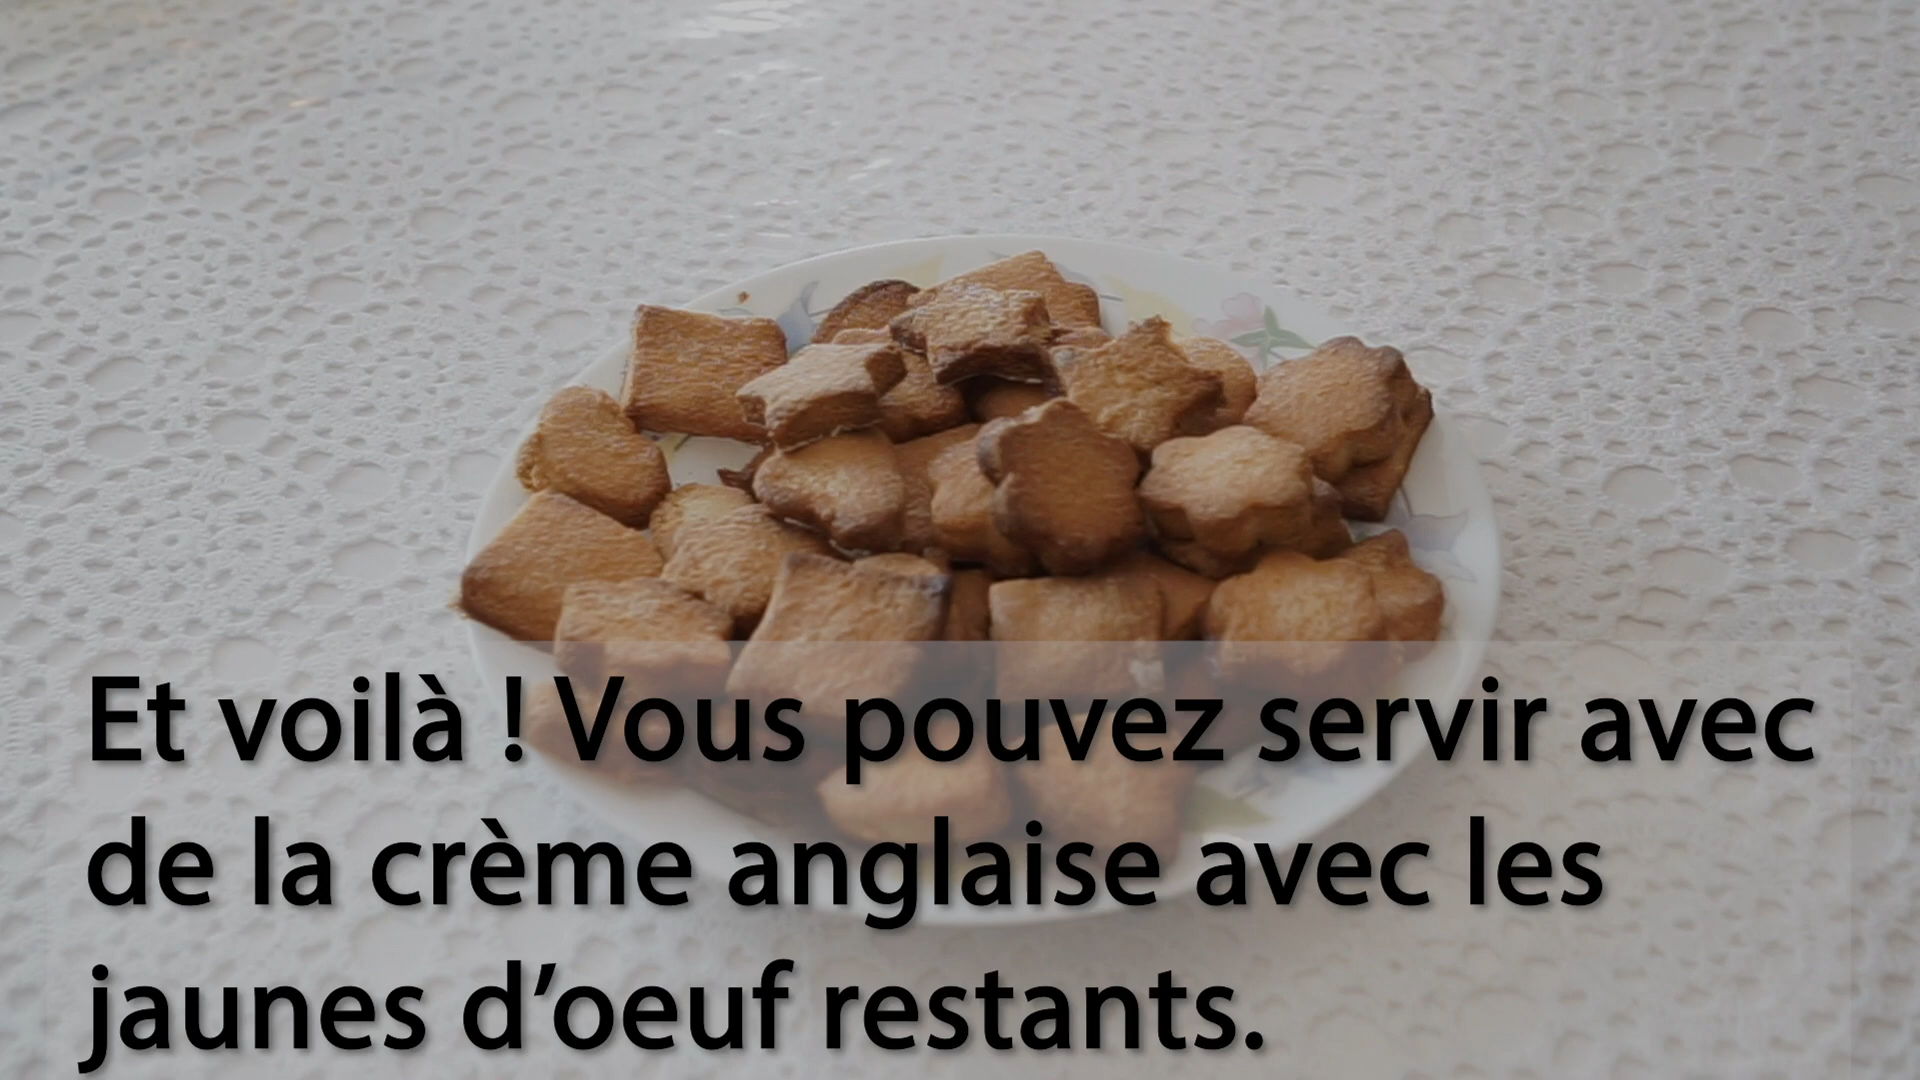 Et voilà ! Vous pouvez servir avec
de la crème anglaise avec les
jaunes d’oeuf restants.